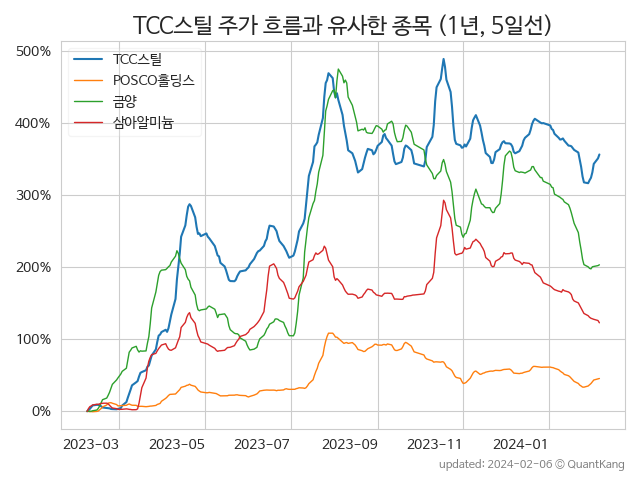 TCC스틸 주가 흐름과 유사한 종목 (1년, 5일선)
500%
400%
300%
200%
100%
0%
TCC스틸
POSCO홀딩스
금양
삼아알미늄
2023-03
2023-05
2023-07
2023-09
2023-11
2024-01
updated: 2024-02-06 © QuantKang